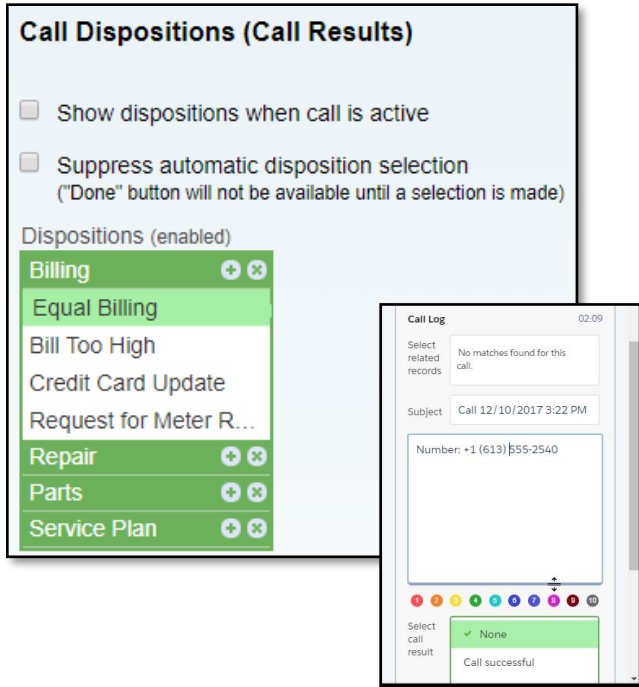 Call Dispositions (Call Results)
Show dispositions when call is active
Suppress automatic disposition selection
("Done" button will not be available until a selection is made)
Dispositions (enabled)
Billing
Equal Billing
Bill Too High
Credit Card Update
Request for Meter R...
Repair
Parts
Service Plan
Call Log 02:09
Select
related
records
No matches found for this
call.
Subject Call 12/10/2017 3:22 PM
Number: +1 (613) 555-2540
1 2 3 4 5 6 7 8 9 10
Select
call
result
None
Call successful